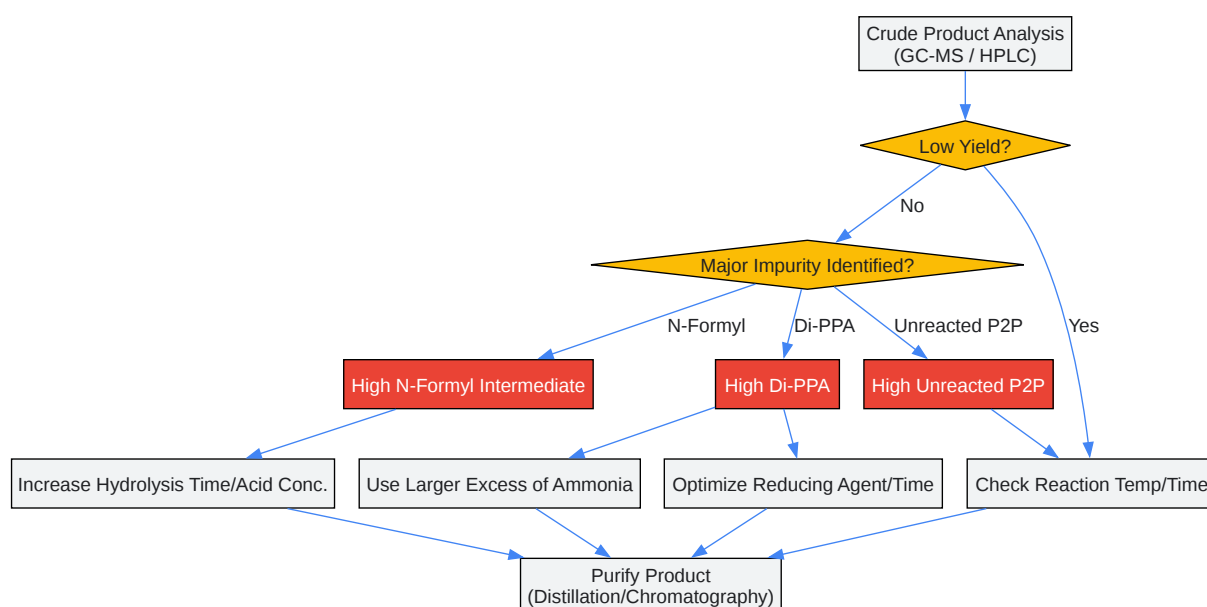 Crude Product Analysis
(GC-MS / HPLC)
Low Yield?
No
Major Impurity Identified?
N-Formyl
Di-PPA
Unreacted P2P
Yes
High N-Formyl Intermediate
High Di-PPA
High Unreacted P2P
Increase Hydrolysis Time/Acid Conc.
Use Larger Excess of Ammonia
Optimize Reducing Agent/Time
Check Reaction Temp/Time
Purify Product
(Distillation/Chromatography)